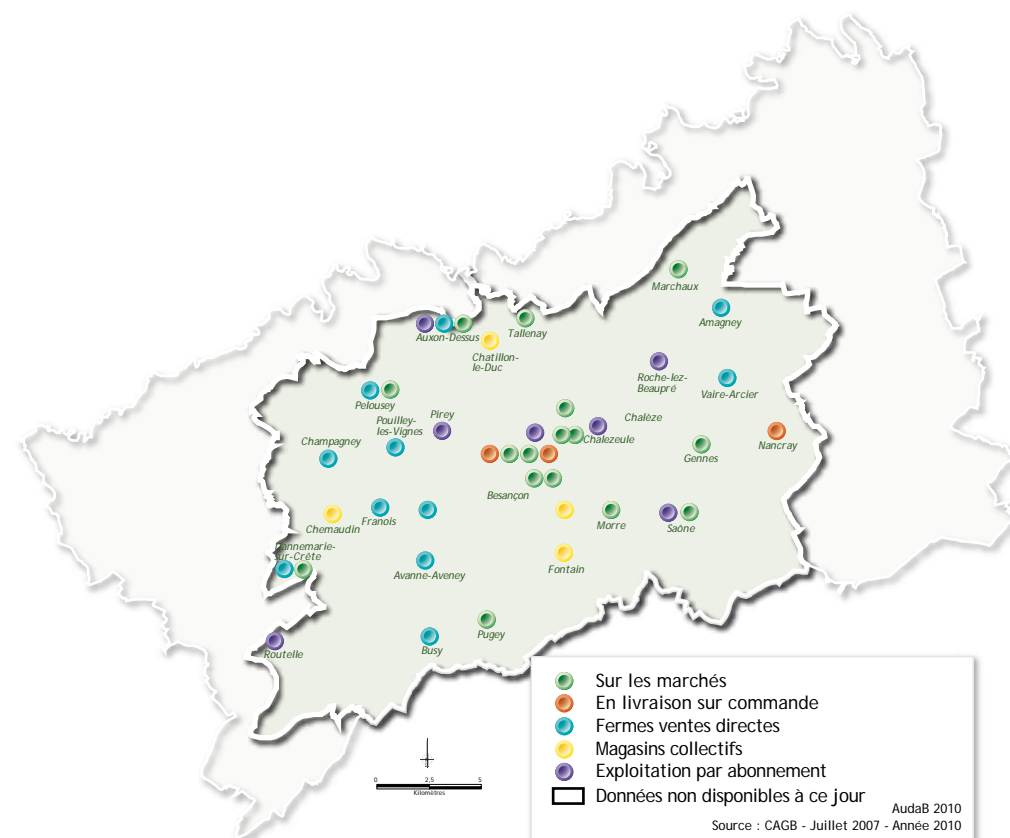 Marchaux
Amagney
Auxon-Dessus
Tallenay
Chatillon-
le-Duc
Roche-lez-
Beaupré
Vaire-Arcier
Pelousey
Pouilley-
les-Vignes
Pirey
Chalèze
Champagney
Chalezeule
Nancray
Gennes
Besançon
Chemaudin
Franois
Morre
Saône
Dannemarie-
sur-Crête
Avanne-Aveney
Fontain
Pugey
Busy
Routelle
0 2,5 5
Kilomètres
Sur les marchés
En livraison sur commande
Fermes ventes directes
Magasins collectifs
Exploitation par abonnement
Données non disponibles à ce jour
AudaB 2010
Source : CAGB - Juillet 2007 - Année 2010